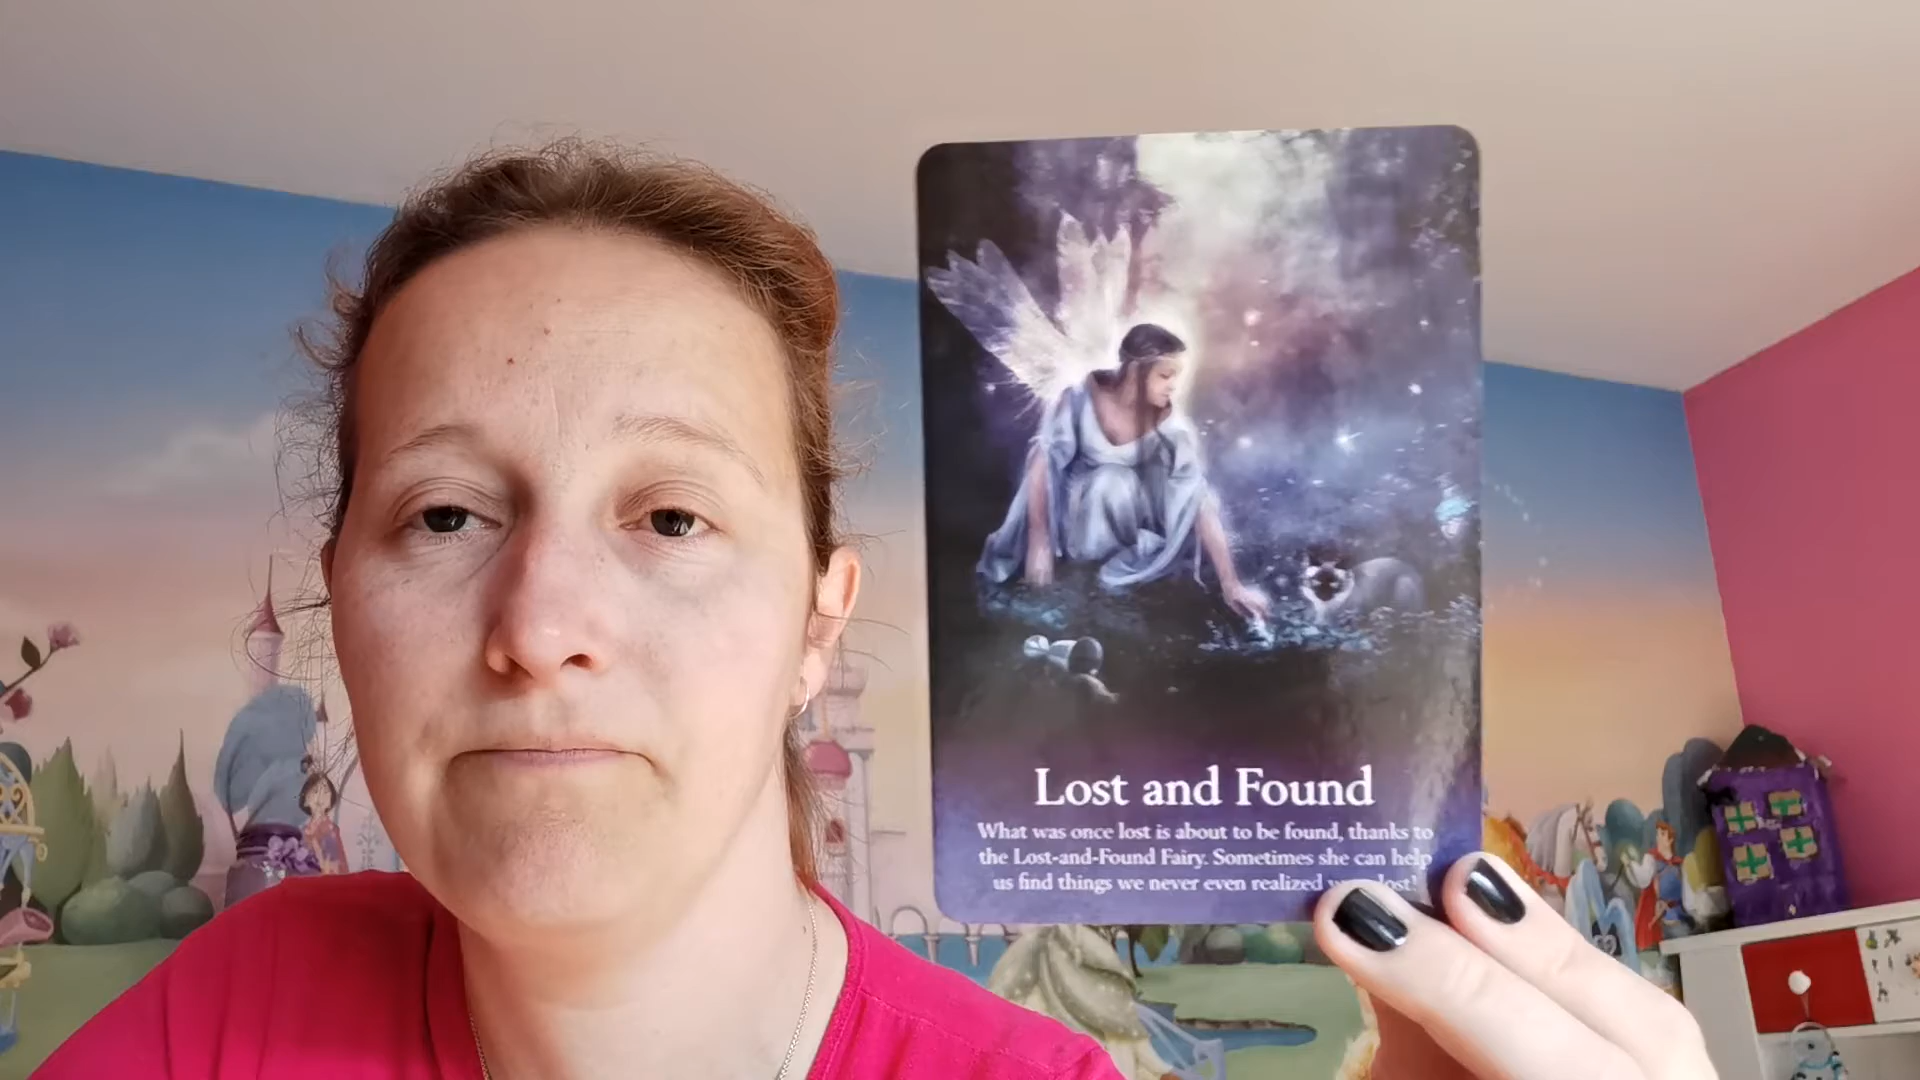 Lost and Found
What was once lost is about to be found, thanks to
the Lost-and-Found Fairy. Sometimes she can help
us find things we never even realized lost!